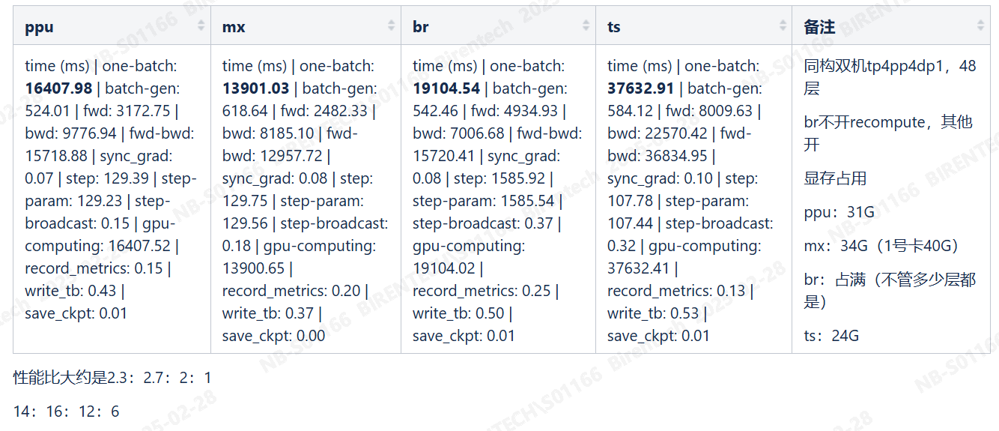 ppu
mx
br
ts
备注
time (ms) | one-batch:
16407.98 | batch-gen:
524.01 | fwd: 3172.75 |
bwd: 9776.94 | fwd-bwd:
15718.88 | sync_grad:
0.07 | step: 129.39 | step-
param: 129.23 | step-
broadcast: 0.15 | gpu-
computing: 16407.52 |
record_metrics: 0.15 |
write_tb: 0.43 |
save_ckpt: 0.01
time (ms) | one-batch:
13901.03 | batch-gen:
618.64 | fwd: 2482.33 |
bwd: 8185.10 | fwd-
bwd: 12957.72 |
sync_grad: 0.08 | step:
129.75 | step-param:
129.56 | step-broadcast:
0.18 | gpu-computing:
13900.65 |
record_metrics: 0.20 |
write_tb: 0.37 |
save_ckpt: 0.00
time (ms) | one-batch:
19104.54 | batch-gen:
542.46 | fwd: 4934.93 |
bwd: 7006.68 | fwd-bwd:
15720.41 | sync_grad:
0.08 | step: 1585.92 |
step-param: 1585.54 |
step-broadcast: 0.37 |
gpu-computing:
19104.02 |
record_metrics: 0.25 |
write_tb: 0.50 |
save_ckpt: 0.01
time (ms) | one-batch:
37632.91 | batch-gen:
584.12 | fwd: 8009.63 |
bwd: 22570.42 | fwd-
bwd: 36834.95 |
sync_grad: 0.10 | step:
107.78 | step-param:
107.44 | step-broadcast:
0.32 | gpu-computing:
37632.41 |
record_metrics: 0.13 |
write_tb: 0.53 |
save_ckpt: 0.01
同构双机tp4pp4dp1，48
层
br不开recompute，其他
开
显存占用
ppu：31G
mx：34G（1号卡40G）
br：占满（不管多少层都
是）
ts：24G
性能比大约是2.3：2.7：2：1
14：16：12：6